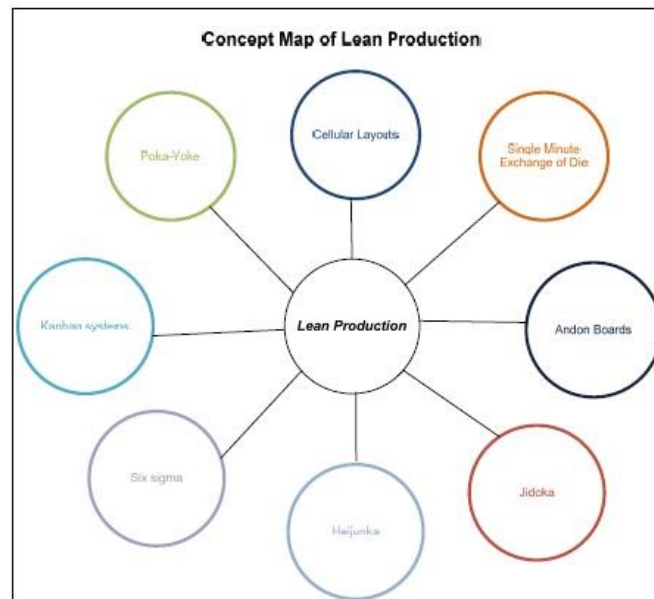 Concept Map of Lean Production
Cellular Layouts
Poka-Yoke
Single Minute
Exchange of Die
Kanban systems
Lean Production
Andon Boards
Six sigma
Jidoka
Heijunka